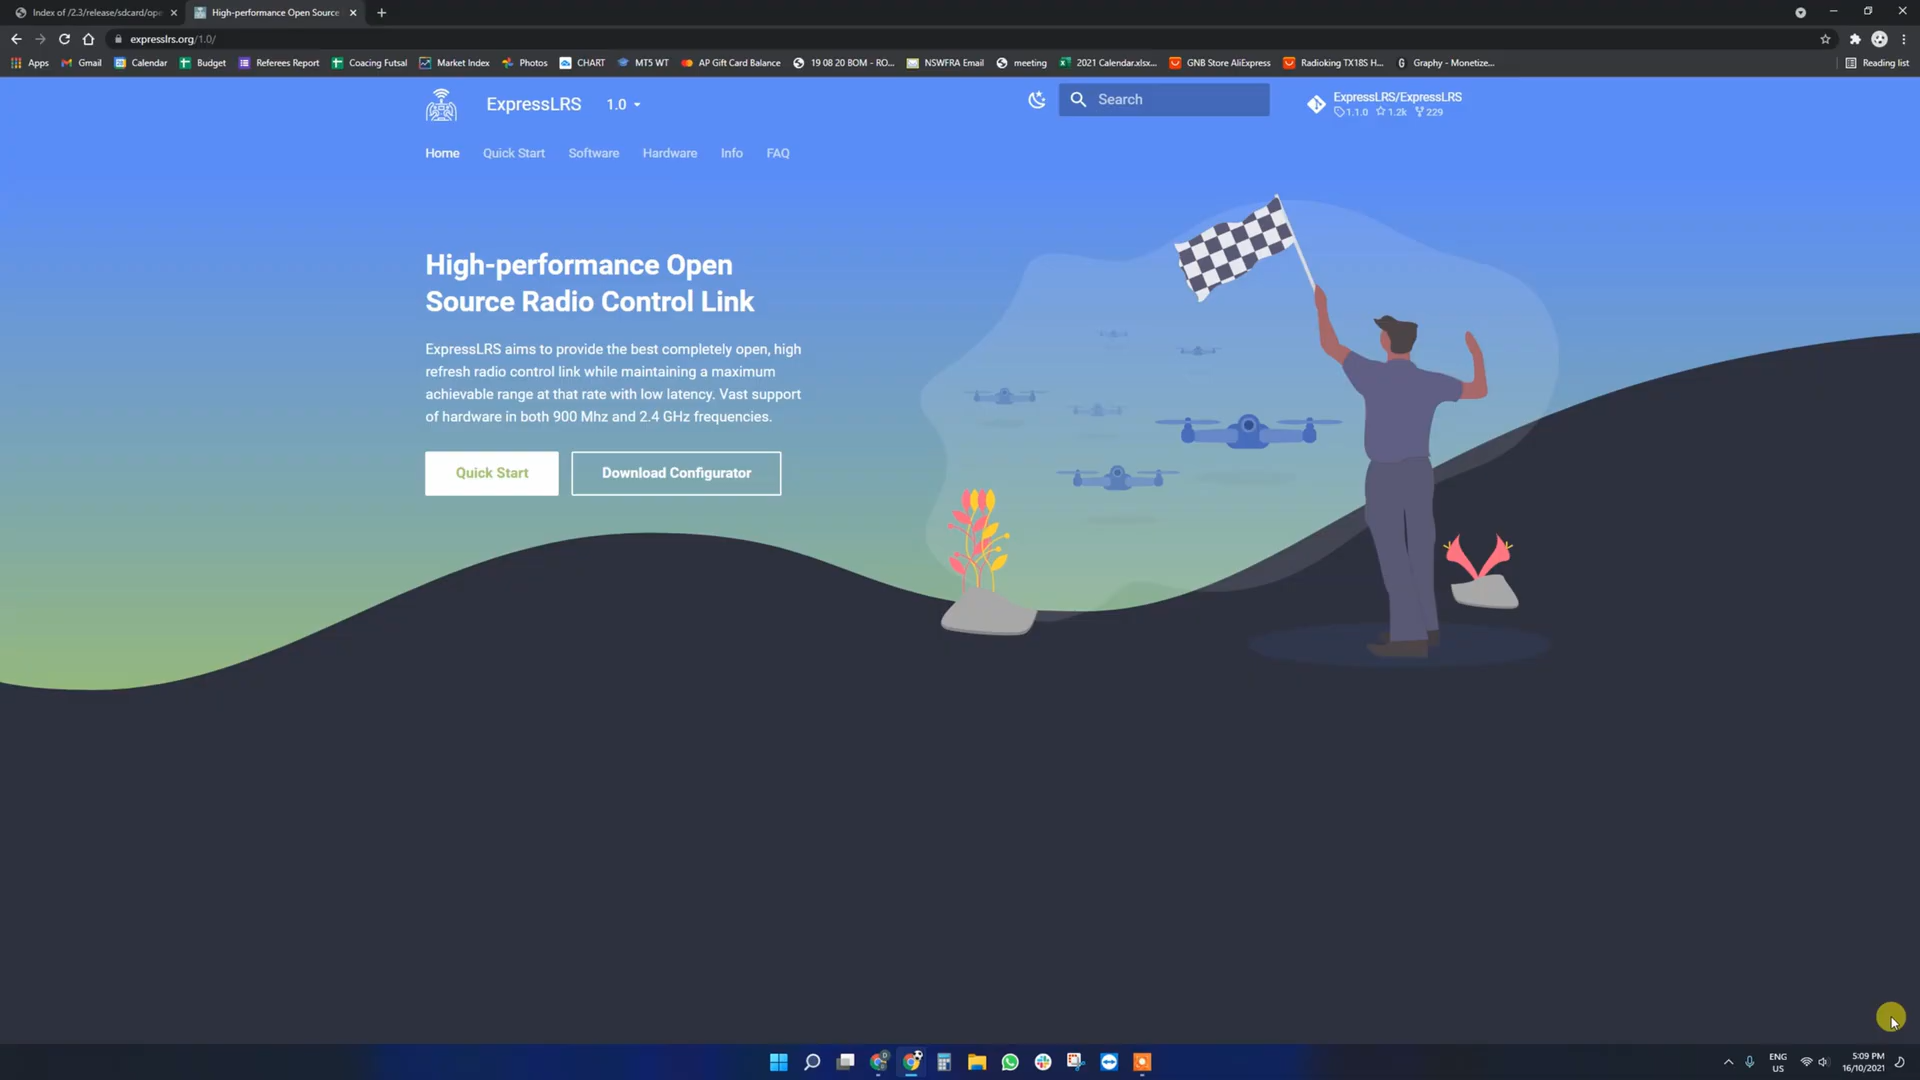 Index of /2.3/release/sdcard/ope
High-performance Open Source
expresslrs.org/1.0/
Apps
Gmail
Calendar
Budget
Referees Report
Coacing Futsal
Market Index
Photos
CHART
MT5 WT
AP Gift Card Balance
19 08 20 BOM - RO...
NSWFRA Email
meeting
2021 Calendar.xlsx...
GNB Store AliExpress
Radioking TX18S H...
Graphy - Monetize...
Reading list
ExpressLRS
1.0
Search
ExpressLRS/ExpressLRS
1.1.0 1.2k 229
Home Quick Start Software Hardware Info FAQ
High-performance Open
Source Radio Control Link
ExpressLRS aims to provide the best completely open, high
refresh radio control link while maintaining a maximum
achievable range at that rate with low latency. Vast support
of hardware in both 900 Mhz and 2.4 GHz frequencies.
Quick Start
Download Configurator
ENG
US
5:09 PM
16/10/2021